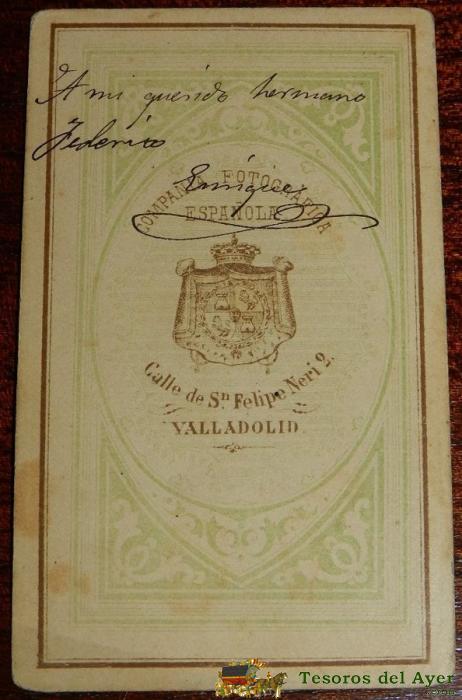 A mi querido hermano
Federico
Enrique
COMPAÑIA FOTOGRAFICA
ESPAÑOLA
Calle de Sn. Felipe Neri 2.
VALLADOLID.
Tesoros del Ayer